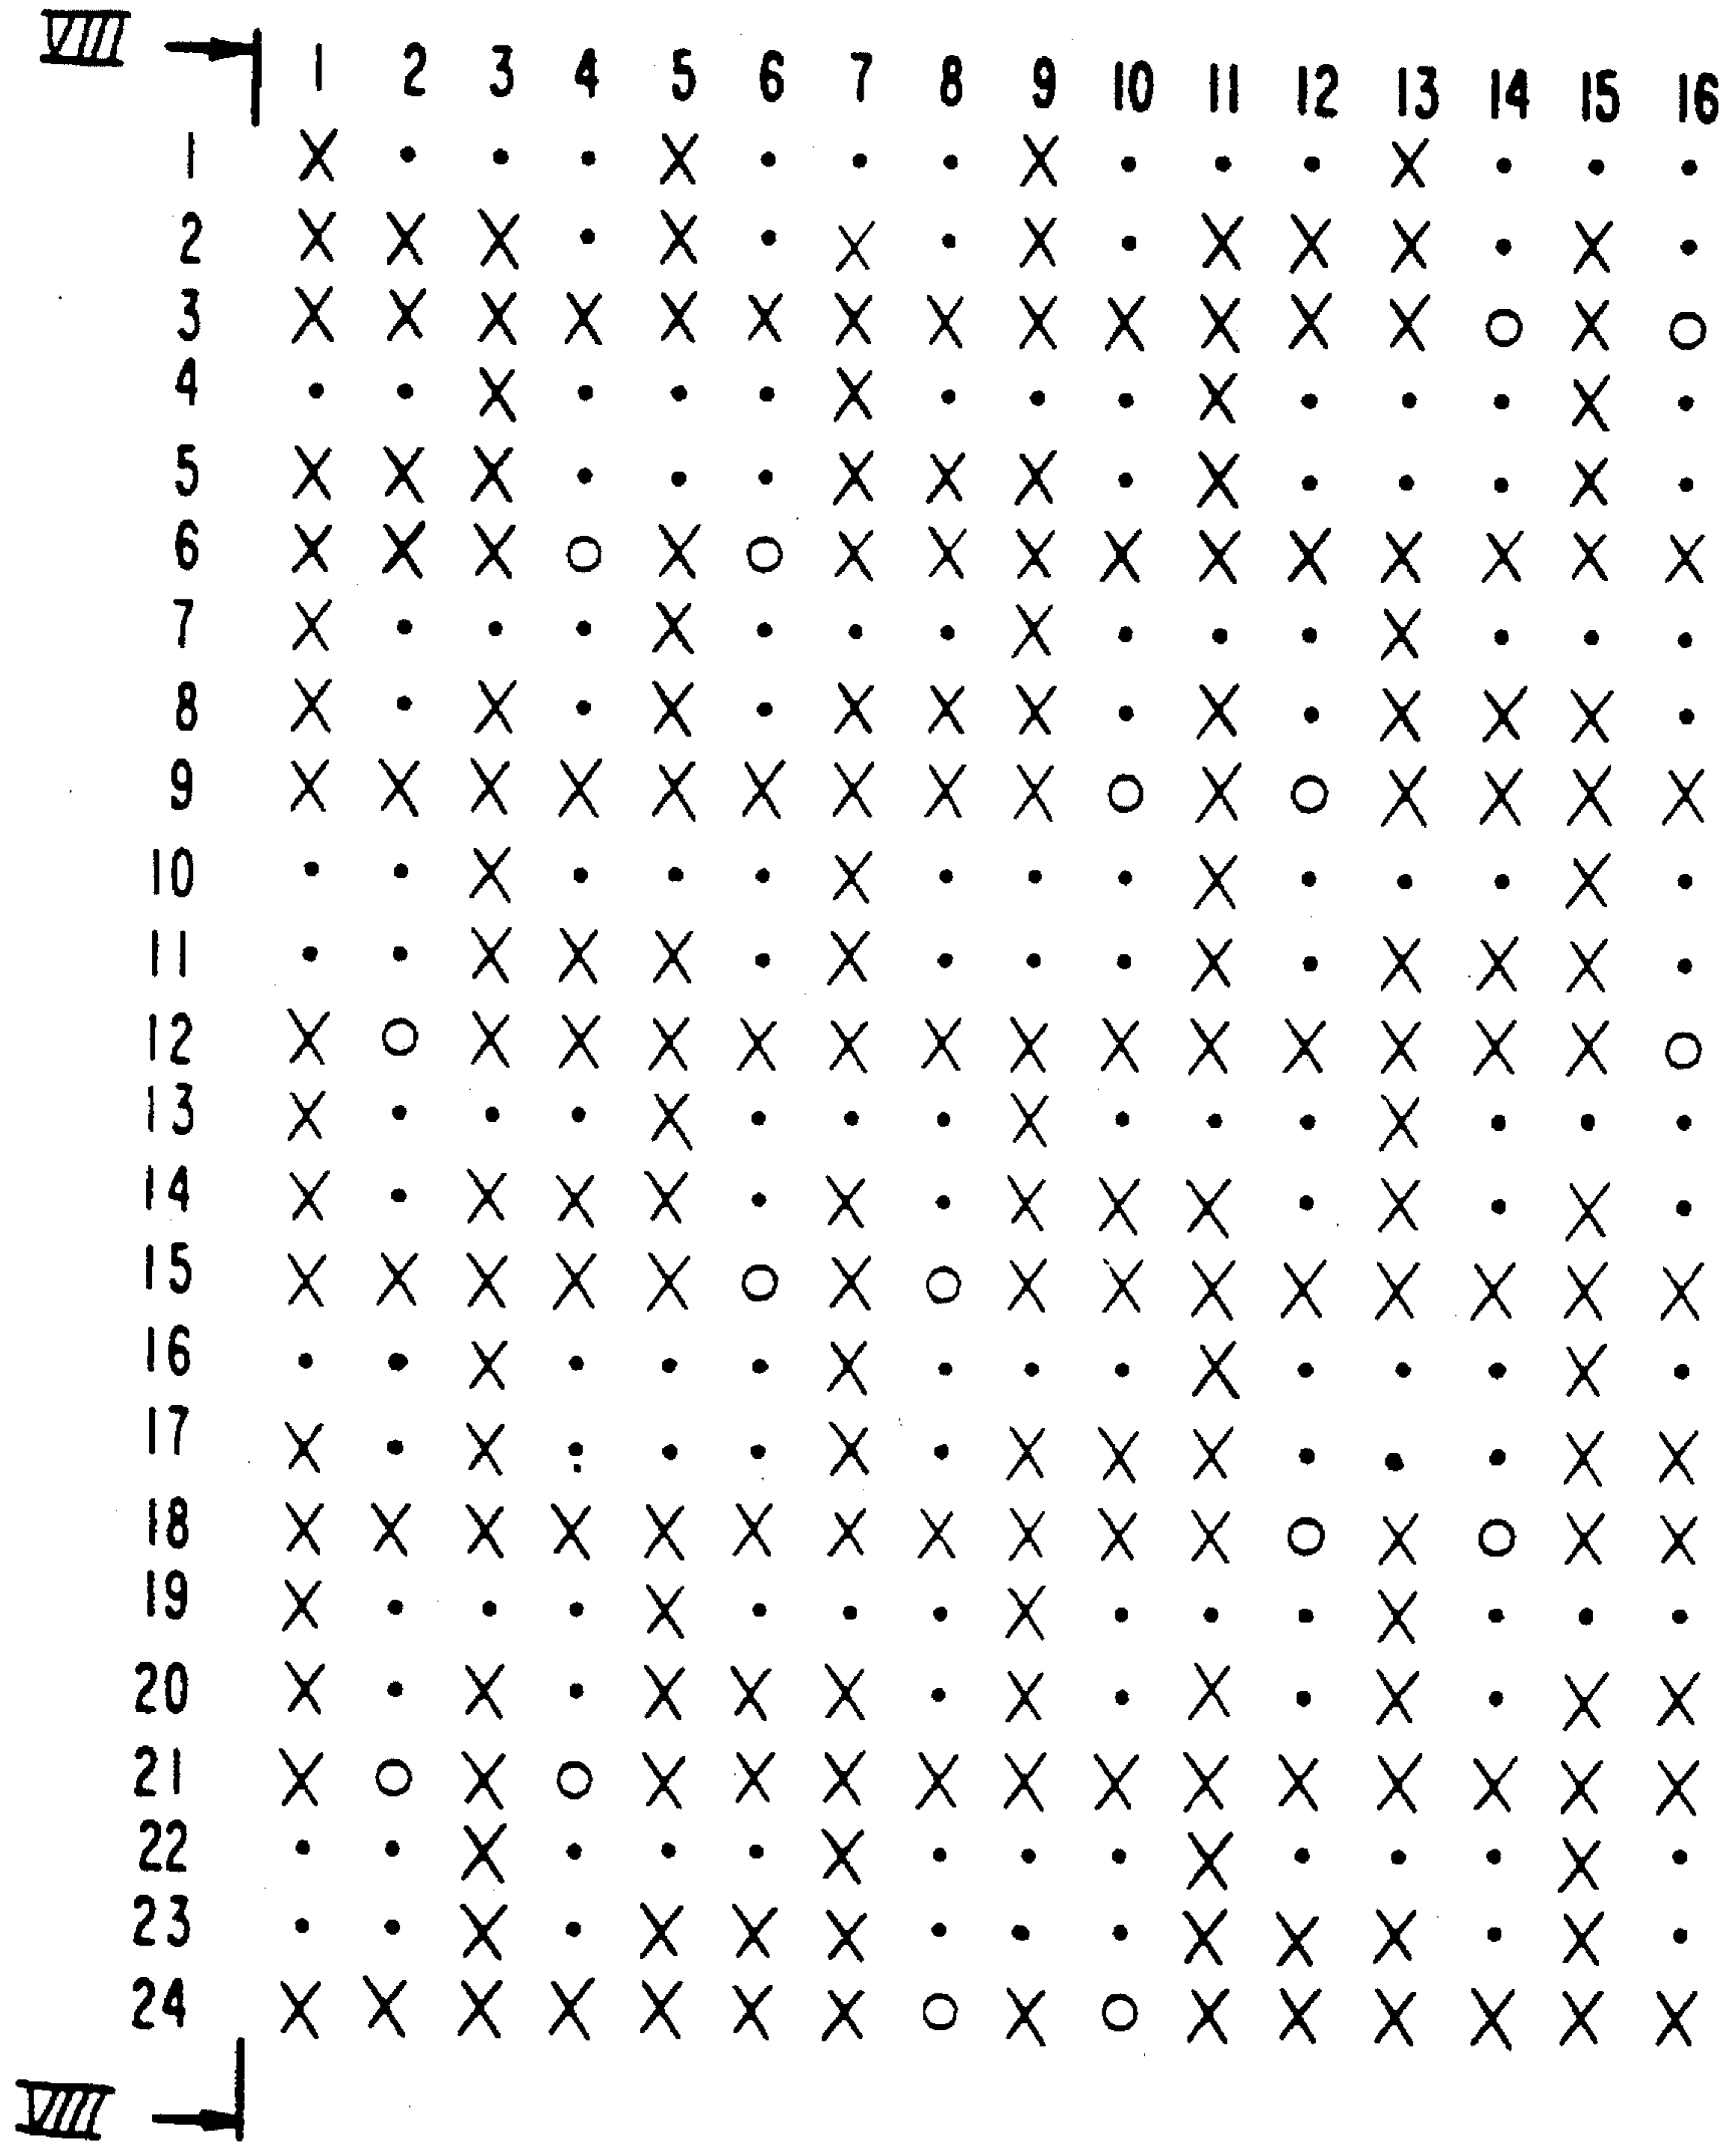 VIII 1 2 3 4 5 6 7 8 9 10 11 12 13 14 15 16
1 X • • • X • • • X • • • X • • •
2 X X X • X • X • X • X X X • X •
3 X X X X X X X X X X X X X O X O
4 • • X • • • X • • • X • • • X •
5 X X X • • • X X X • X • • • X •
6 X X X O X O X X X X X X X X X X
7 X • • • X • • • X • • • X • • •
8 X • X • X • X X X • X • X X X •
9 X X X X X X X X X O X O X X X X
10 • • X • • • X • • • X • • • X •
11 • • X X X • X • • • X • X X X •
12 X O X X X X X X X X X X X X X O
13 X • • • X • • • X • • • X • • •
14 X • X X X • X • X X X • X • X •
15 X X X X X O X O X X X X X X X X
16 • • X • • • X • • • X • • • X •
17 X • X • • • X • X X X • • • X X
18 X X X X X X X X X X X O X O X X
19 X • • • X • • • X • • • X • • •
20 X • X • X X X • X • X • X • X X
21 X O X O X X X X X X X X X X X X
22 • • X • • • X • • • X • • • X •
23 • • X • X X X • • • X X X • X •
24 X X X X X X X O X O X X X X X X
VIII